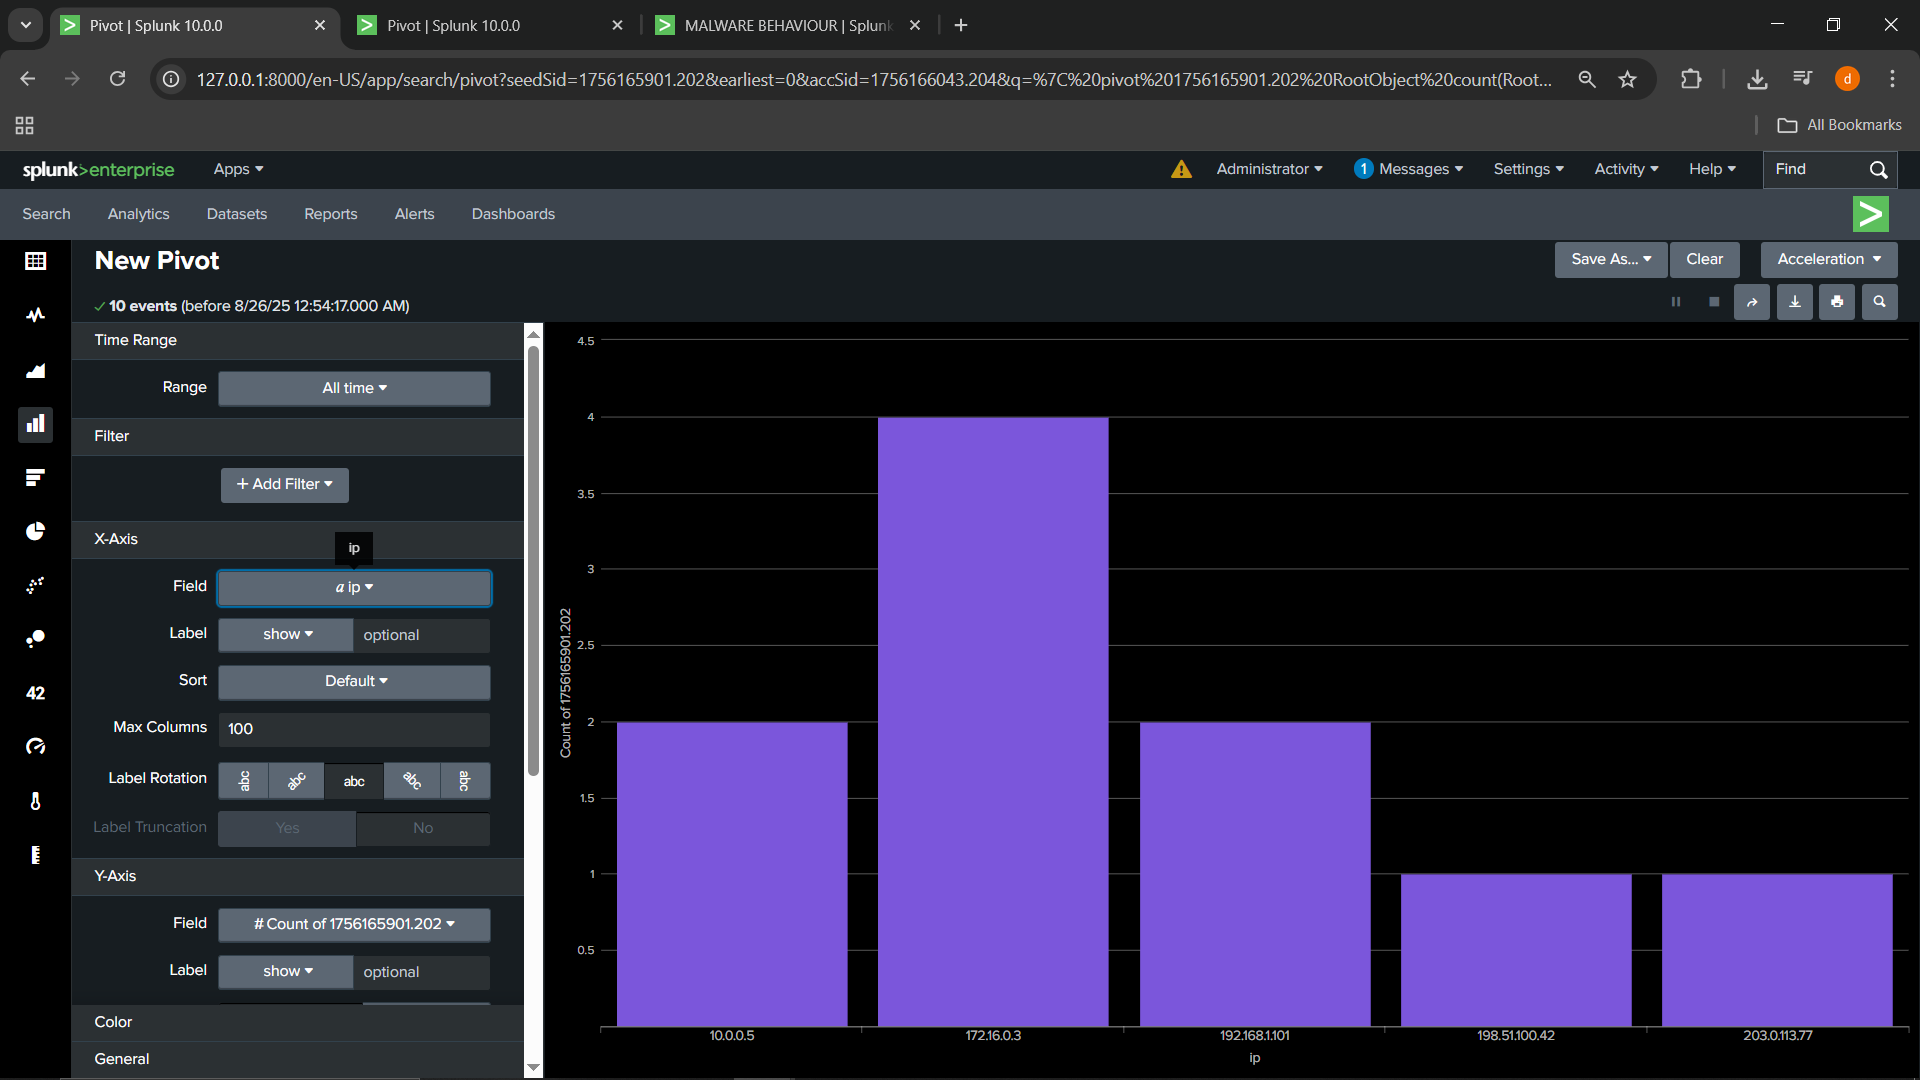 Pivot | Splunk 10.0.0
Pivot | Splunk 10.0.0
MALWARE BEHAVIOUR | Splunk
127.0.0.1:8000/en-US/app/search/pivot?seedSid=1756165901.202&earliest=0&accSid=1756166043.204&q=%7C%20pivot%201756165901.202%20RootObject%20count(Root...
d
All Bookmarks
splunk>enterprise
Apps
Administrator
1
Messages
Settings
Activity
Help
Find
Search
Analytics
Datasets
Reports
Alerts
Dashboards
New Pivot
Save As...
Clear
Acceleration
10 events (before 8/26/25 12:54:17.000 AM)
Time Range
Range
All time
Filter
+ Add Filter
X-Axis
ip
Field
a ip
Label
show
optional
Sort
Default
Max Columns
100
Label Rotation
abc
abc
abc
abc
abc
Label Truncation
Yes
No
Y-Axis
Field
# Count of 1756165901.202
Label
show
optional
Color
General
42
4.5
4
3.5
3
2.5
2
1.5
1
0.5
Count of 1756165901.202
10.0.0.5
172.16.0.3
192.168.1.101
198.51.100.42
203.0.113.77
ip